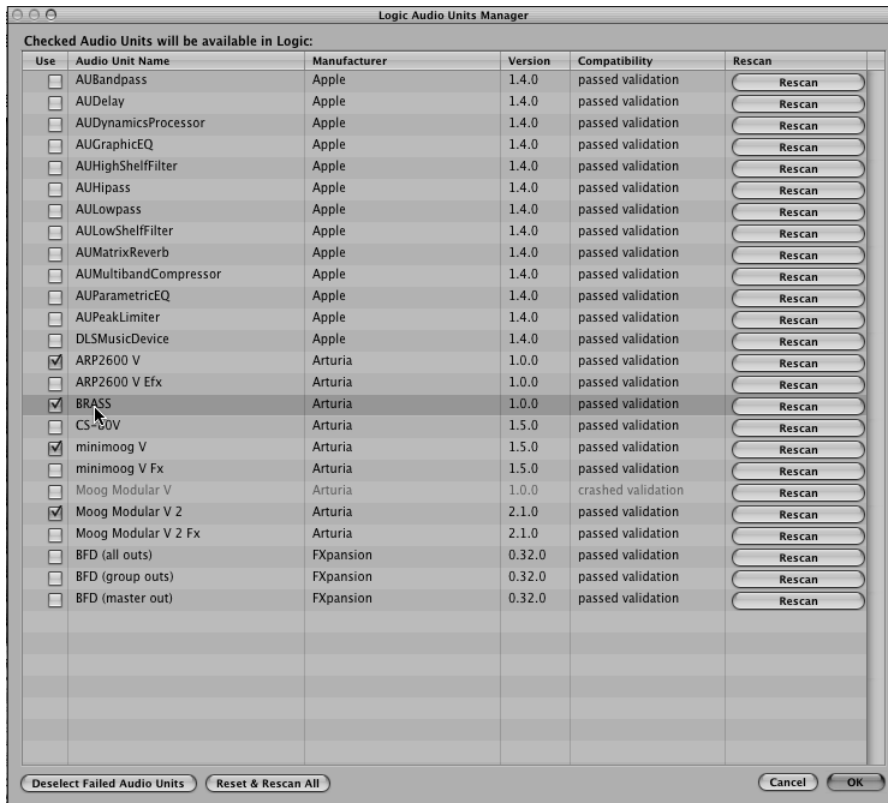 Logic Audio Units Manager
Checked Audio Units will be available in Logic:
Use Audio Unit Name Manufacturer Version Compatibility Rescan
AUBandpass Apple 1.4.0 passed validation Rescan
AUDelay Apple 1.4.0 passed validation Rescan
AUDynamicsProcessor Apple 1.4.0 passed validation Rescan
AUGraphicEQ Apple 1.4.0 passed validation Rescan
AUHighShelfFilter Apple 1.4.0 passed validation Rescan
AUHipass Apple 1.4.0 passed validation Rescan
AULowpass Apple 1.4.0 passed validation Rescan
AULowShelfFilter Apple 1.4.0 passed validation Rescan
AUMatrixReverb Apple 1.4.0 passed validation Rescan
AUMultibandCompressor Apple 1.4.0 passed validation Rescan
AUParametricEQ Apple 1.4.0 passed validation Rescan
AUPeakLimiter Apple 1.4.0 passed validation Rescan
DLSMusicDevice Apple 1.4.0 passed validation Rescan
ARP2600 V Arturia 1.0.0 passed validation Rescan
ARP2600 V Efx Arturia 1.0.0 passed validation Rescan
BRASS Arturia 1.0.0 passed validation Rescan
Arturia 1.5.0 passed validation Rescan
minimoog V Arturia 1.5.0 passed validation Rescan
minimoog V Fx Arturia 1.5.0 passed validation Rescan
Moog Modular V Arturia 1.0.0 crashed validation Rescan
Moog Modular V 2 Arturia 2.1.0 passed validation Rescan
Moog Modular V 2 Fx Arturia 2.1.0 passed validation Rescan
BFD (all outs) FXpansion 0.32.0 passed validation Rescan
BFD (group outs) FXpansion 0.32.0 passed validation Rescan
BFD (master out) FXpansion 0.32.0 passed validation Rescan
Deselect Failed Audio Units Reset & Rescan All Cancel OK